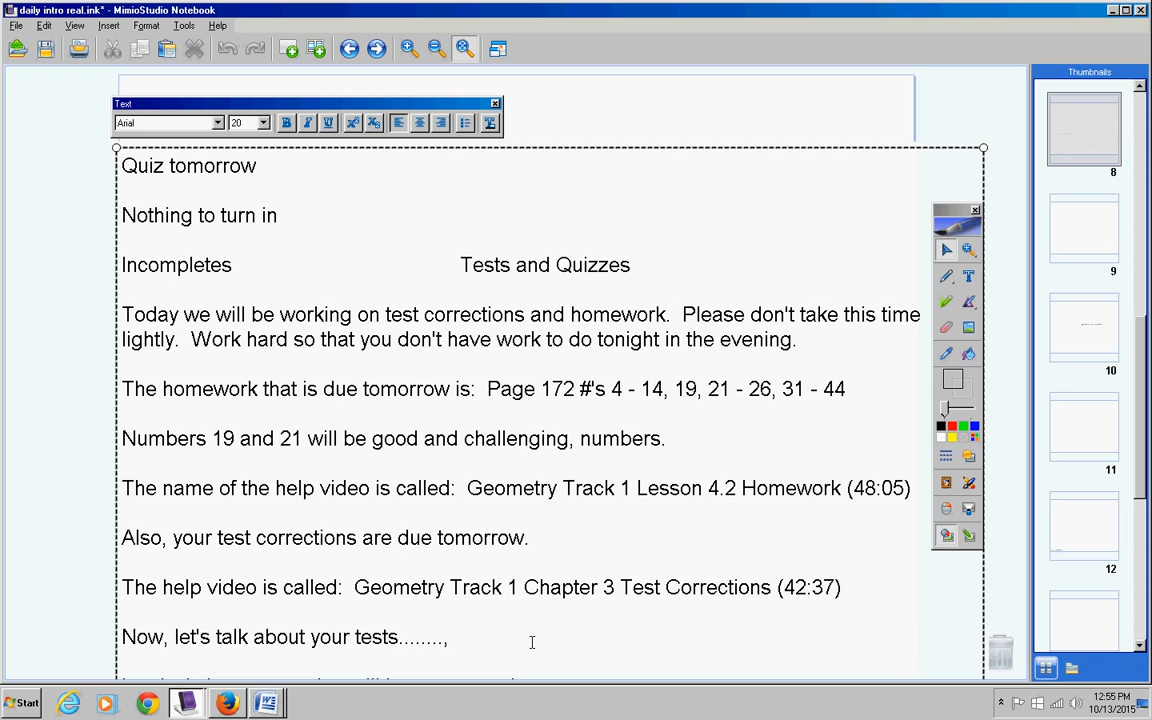 daily intro real.ink* - MimioStudio Notebook
File Edit View Insert Format Tools Help
Thumbnails
Text
Arial 20 B I U
Quiz tomorrow
Nothing to turn in
Incompletes Tests and Quizzes
Today we will be working on test corrections and homework. Please don't take this time
lightly. Work hard so that you don't have work to do tonight in the evening.
The homework that is due tomorrow is: Page 172 #'s 4 - 14, 19, 21 - 26, 31 - 44
Numbers 19 and 21 will be good and challenging, numbers.
The name of the help video is called: Geometry Track 1 Lesson 4.2 Homework (48:05)
Also, your test corrections are due tomorrow.
The help video is called: Geometry Track 1 Chapter 3 Test Corrections (42:37)
Now, let's talk about your tests........,
8
9
10
11
12
Start
12:55 PM
10/13/2015